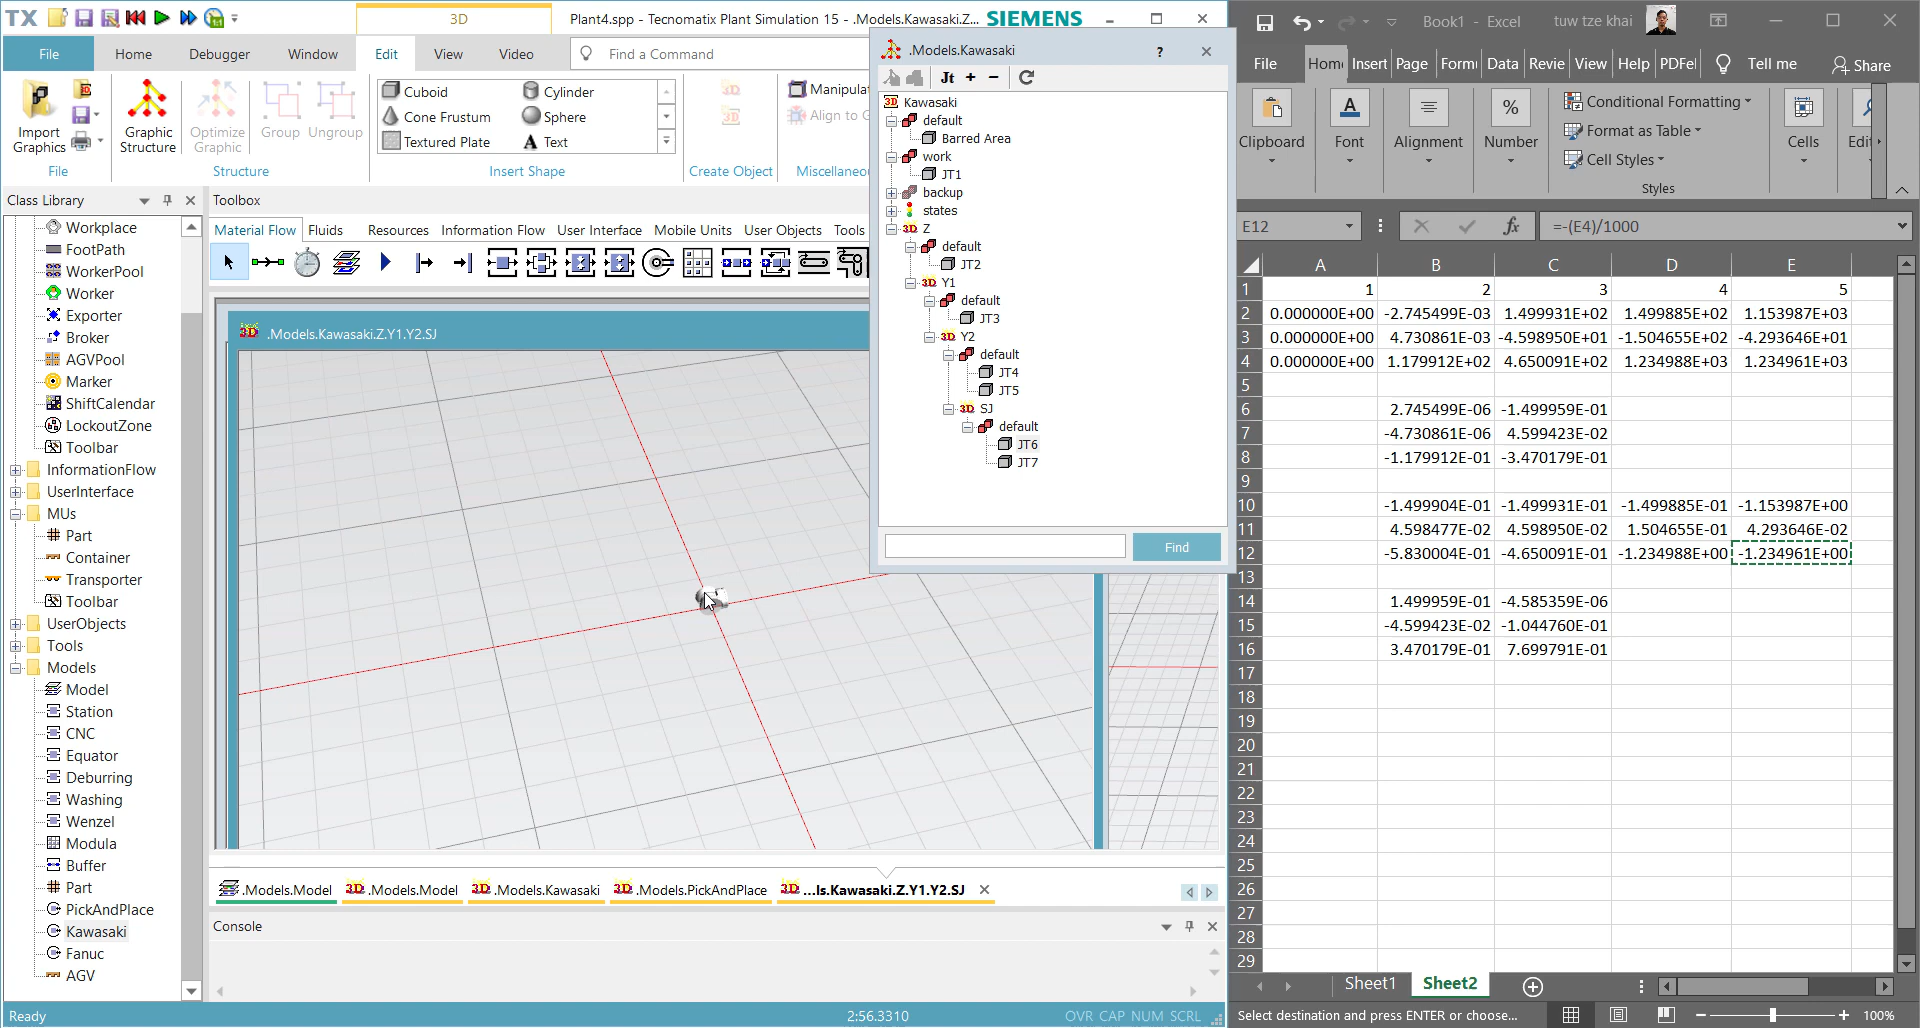 TX
3D
Plant4.spp - Tecnomatix Plant Simulation 15 - .Models.Kawasaki.Z...
SIEMENS
File
Home
Debugger
Window
Edit
View
Video
Find a Command
Import Graphics
Graphic Structure
Optimize Graphic
Group
Ungroup
Cuboid
Cylinder
Cone Frustum
Sphere
Textured Plate
Text
Manipulat
Align to G
File
Structure
Insert Shape
Create Object
Miscellaneou
Class Library
Workplace
FootPath
WorkerPool
Worker
Exporter
Broker
AGVPool
Marker
ShiftCalendar
LockoutZone
Toolbar
InformationFlow
UserInterface
MUs
Part
Container
Transporter
Toolbar
UserObjects
Tools
Models
Model
Station
CNC
Equator
Deburring
Washing
Wenzel
Modula
Buffer
Part
PickAndPlace
Kawasaki
Fanuc
AGV
Toolbox
Material Flow Fluids Resources Information Flow User Interface Mobile Units User Objects Tools
3D .Models.Kawasaki.Z.Y1.Y2.SJ
.Models.Model
3D .Models.Model
3D .Models.Kawasaki
3D .Models.PickAndPlace
3D ...ls.Kawasaki.Z.Y1.Y2.SJ
Console
Ready
2:56.3310
OVR CAP NUM SCRL
.Models.Kawasaki
?
Jt + −
3D Kawasaki
default
Barred Area
work
JT1
backup
states
3D Z
default
JT2
3D Y1
default
JT3
3D Y2
default
JT4
JT5
3D SJ
default
JT6
JT7
Find
Book1 - Excel
tuw tze khai
File
Home
Insert
Page
Form
Data
Revie
View
Help
PDFel
Tell me
Share
Clipboard
Font
Alignment
Number
Conditional Formatting
Format as Table
Cell Styles
Styles
Cells
Edit
E12
fx
=-(E4)/1000
A B C D E
1 1 2 3 4 5
2 0.000000E+00 -2.745499E-03 1.499931E+02 1.499885E+02 1.153987E+03
3 0.000000E+00 4.730861E-03 -4.598950E+01 -1.504655E+02 -4.293646E+01
4 0.000000E+00 1.179912E+02 4.650091E+02 1.234988E+03 1.234961E+03
5
6 2.745499E-06 -1.499959E-01
7 -4.730861E-06 4.599423E-02
8 -1.179912E-01 -3.470179E-01
9
10 -1.499904E-01 -1.499931E-01 -1.499885E-01 -1.153987E+00
11 4.598477E-02 4.598950E-02 1.504655E-01 4.293646E-02
12 -5.830004E-01 -4.650091E-01 -1.234988E+00 -1.234961E+00
13
14 1.499959E-01 -4.585359E-06
15 -4.599423E-02 -1.044760E-01
16 3.470179E-01 7.699791E-01
17
18
19
20
21
22
23
24
25
26
27
28
29
Sheet1
Sheet2
Select destination and press ENTER or choose...
100%